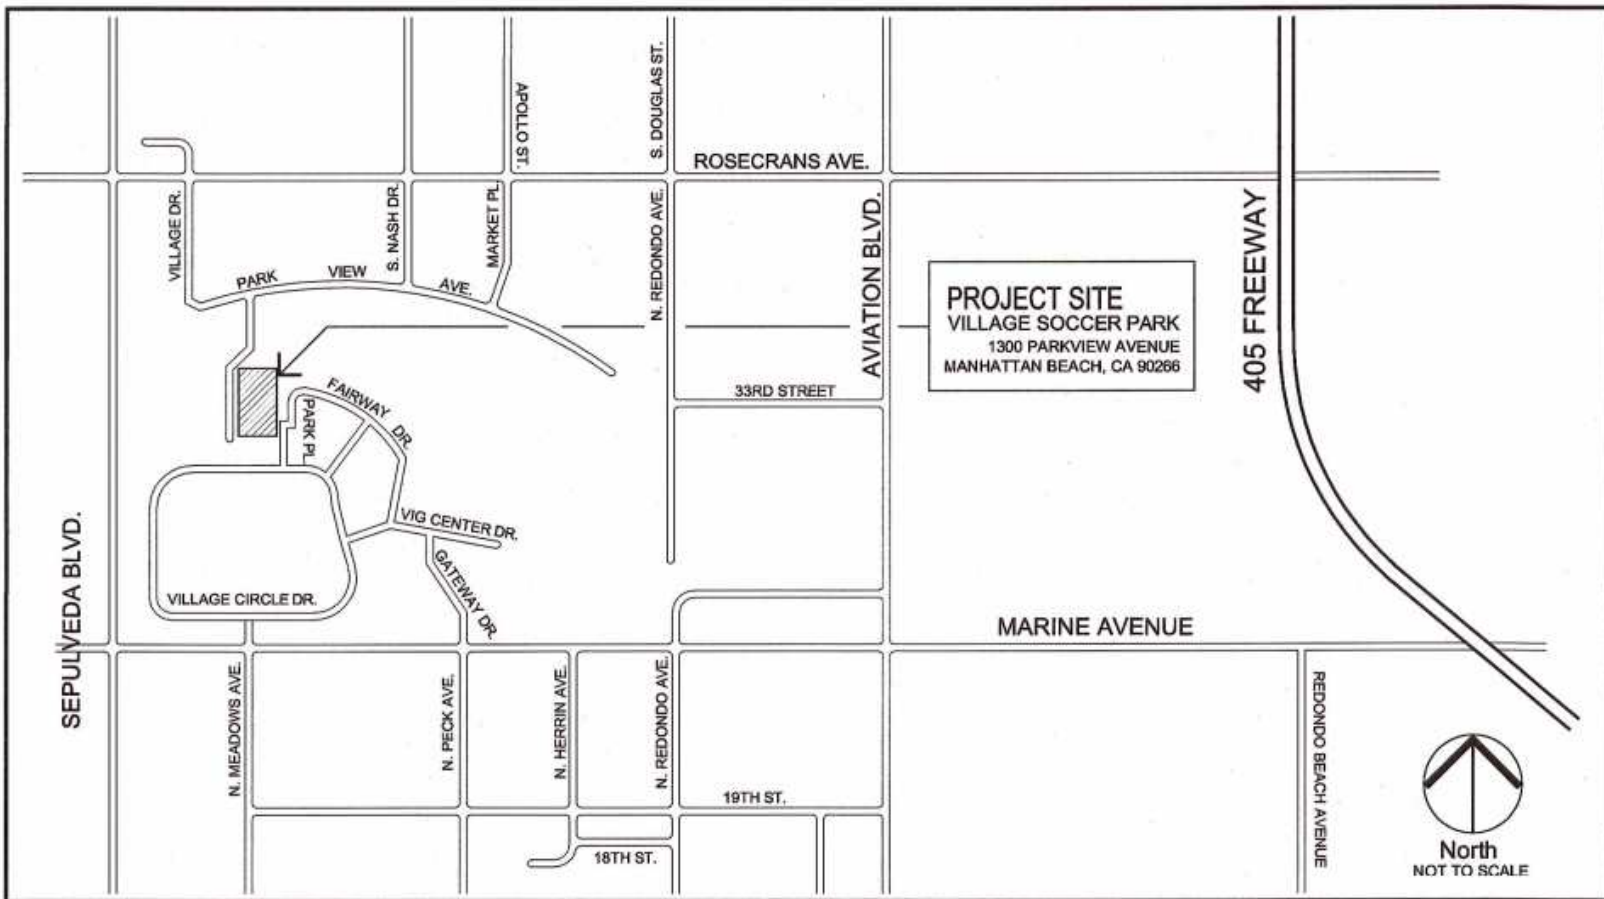 APOLLO ST.
S. DOUGLAS ST.
ROSECRANS AVE.
VILLAGE DR.
S. NASH DR.
MARKET PL.
N. REDONDO AVE.
AVIATION BLVD.
405 FREEWAY
PARK VIEW AVE.
PROJECT SITE
VILLAGE SOCCER PARK
1300 PARKVIEW AVENUE
MANHATTAN BEACH, CA 90266
33RD STREET
FAIRWAY DR.
PARK PL.
VIG CENTER DR.
GATEWAY DR.
VILLAGE CIRCLE DR.
SEPULVEDA BLVD.
MARINE AVENUE
N. MEADOWS AVE.
N. PECK AVE.
N. HERRIN AVE.
N. REDONDO AVE.
REDONDO BEACH AVENUE
19TH ST.
18TH ST.
North
NOT TO SCALE